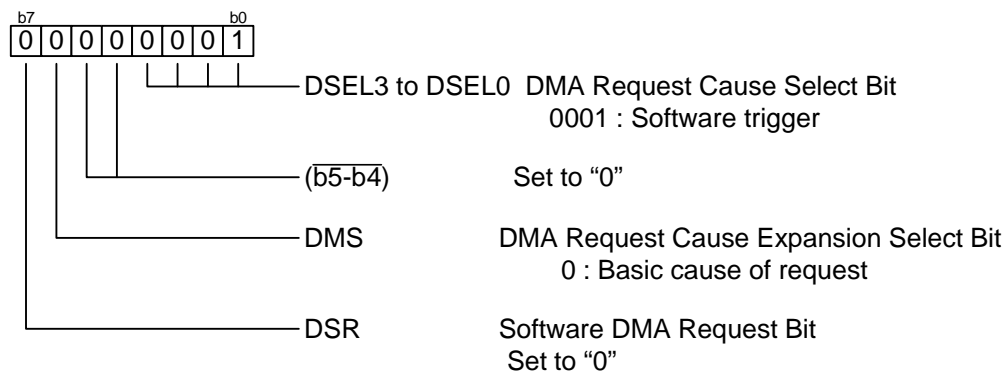 b7 b0
0 0 0 0 0 0 0 1
DSEL3 to DSEL0 DMA Request Cause Select Bit
0001 : Software trigger
(b5-b4) Set to “0”
DMS DMA Request Cause Expansion Select Bit
0 : Basic cause of request
DSR Software DMA Request Bit
Set to “0”